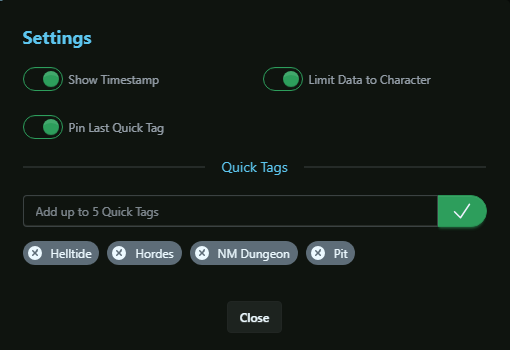 Settings
Show Timestamp
Limit Data to Character
Pin Last Quick Tag
Quick Tags
Add up to 5 Quick Tags
Helltide
Hordes
NM Dungeon
Pit
Close